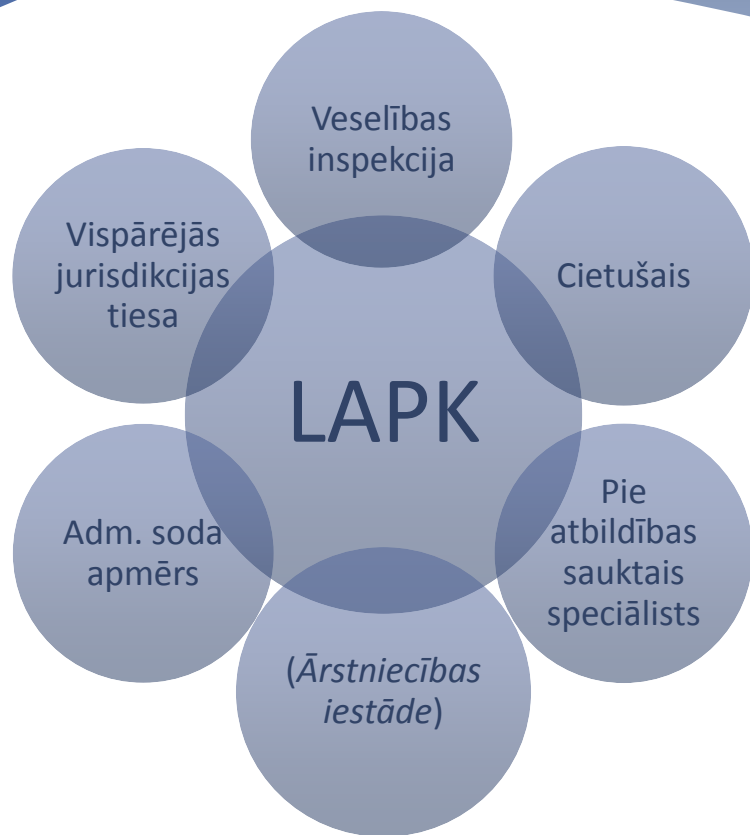 Veselības
inspekcija
Cietušais
Pie
atbildības
sauktais
speciālists
(Ārstniecības
iestāde)
Adm. soda
apmērs
Vispārējās
jurisdikcijas
tiesa
LAPK